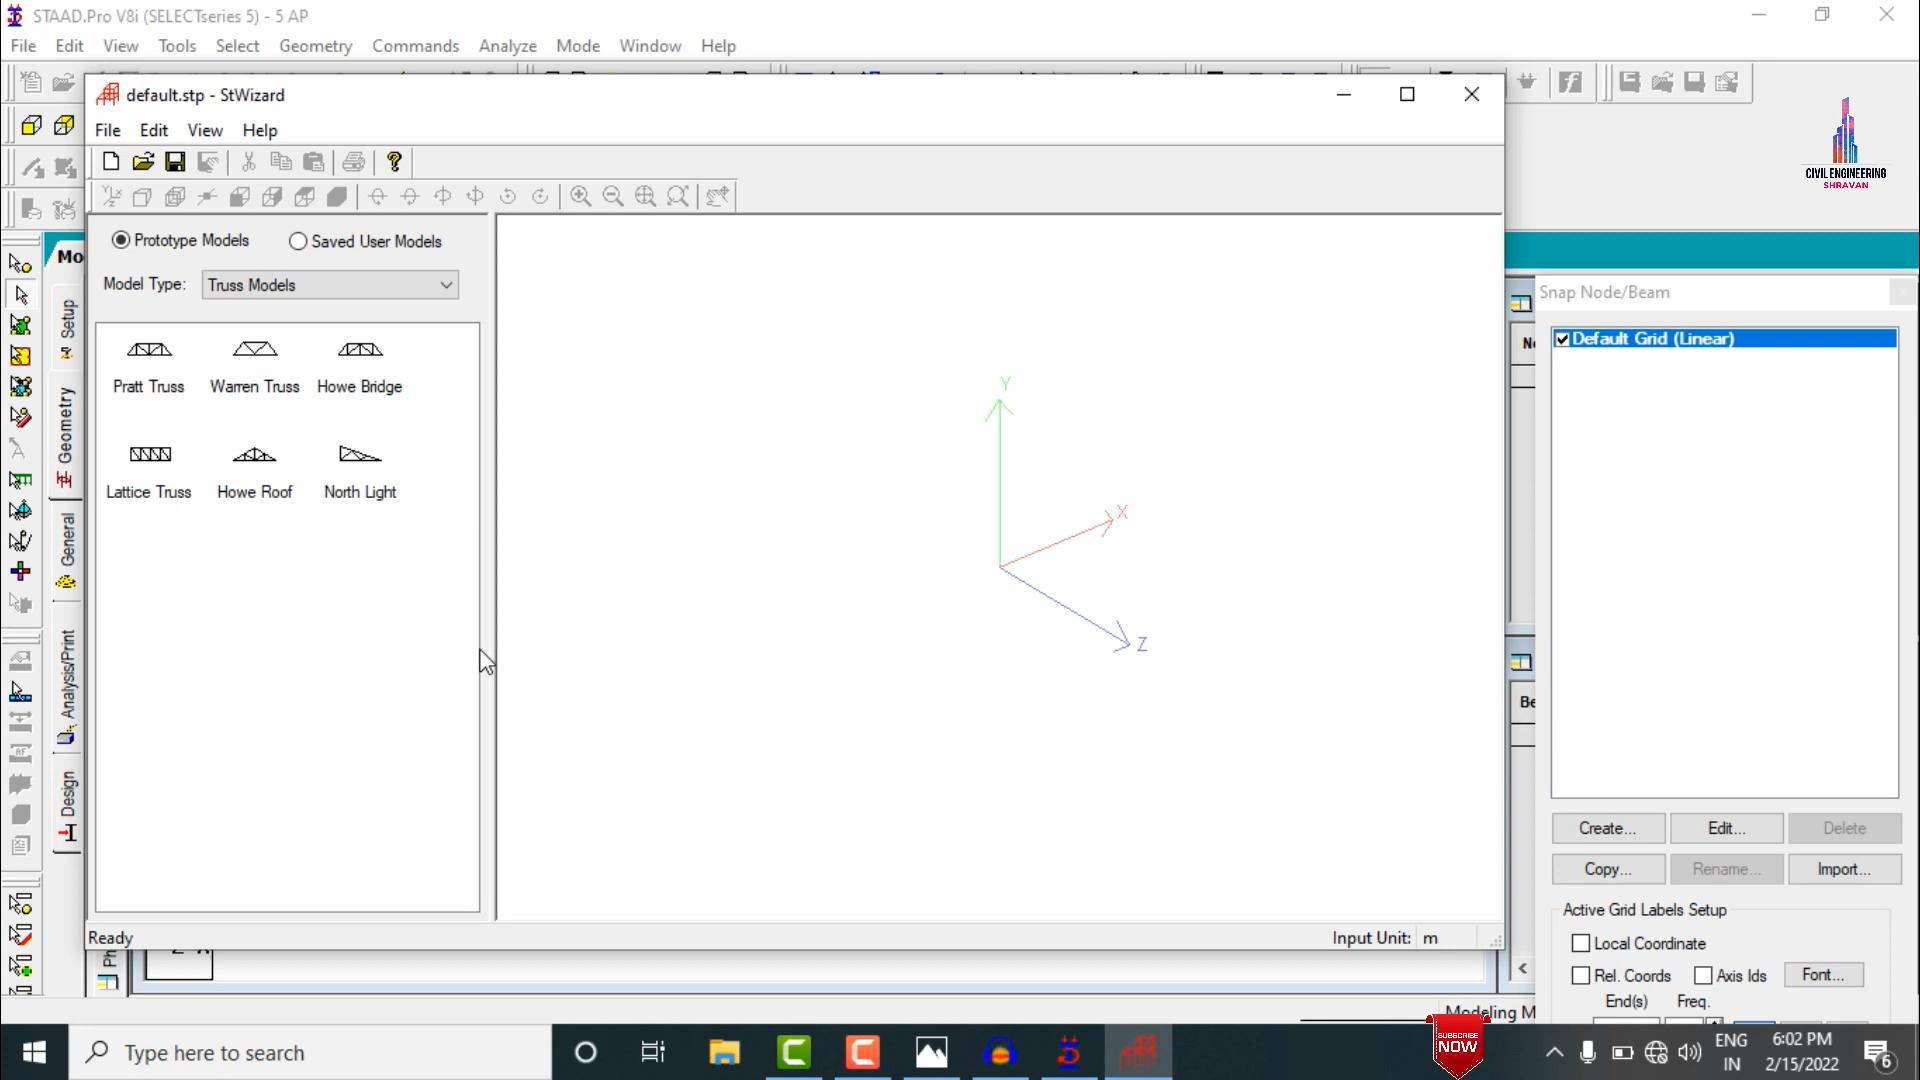 STAAD.Pro V8i (SELECTseries 5) - 5 AP
File Edit View Tools Select Geometry Commands Analyze Mode Window Help
default.stp - StWizard
File Edit View Help
CIVIL ENGINEERING
SHRAVAN
Prototype Models Saved User Models
Model Type: Truss Models
Pratt Truss Warren Truss Howe Bridge
Lattice Truss Howe Roof North Light
Y
X
Z
Ready
Input Unit: m
Setup
Geometry
General
Analysis/Print
Design
Snap Node/Beam
Default Grid (Linear)
Create... Edit... Delete
Copy... Rename... Import...
Active Grid Labels Setup
Local Coordinate
Rel. Coords Axis Ids Font...
End(s) Freq.
Modeling M
SUBSCRIBE
NOW
Type here to search
ENG
IN
6:02 PM
2/15/2022
6